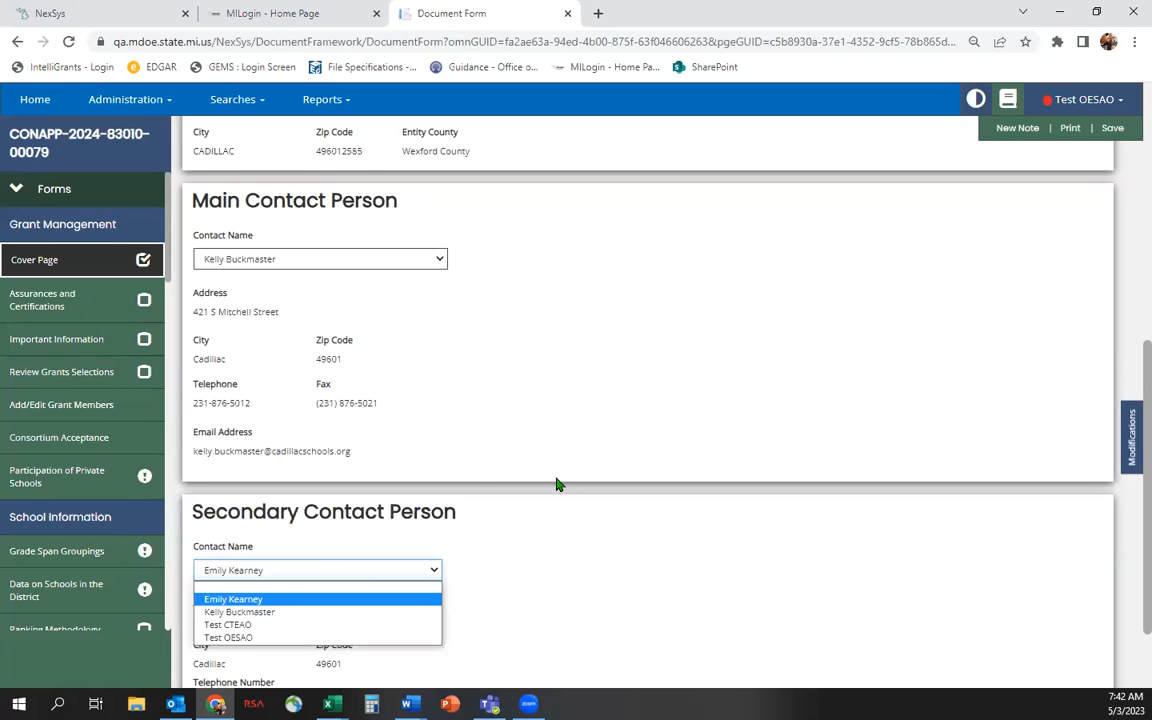 NexSys
MILogin - Home Page
Document Form
qa.mdoe.state.mi.us/NexSys/DocumentFramework/DocumentForm?omnGUID=fa2ae63a-94ed-4b00-875f-63f046606263&pgeGUID=c5b8930a-37e1-4352-9cf5-78b865d...
IntelliGrants - Login
EDGAR
GEMS : Login Screen
File Specifications -...
Guidance - Office o...
MILogin - Home Pa...
SharePoint
Home
Administration
Searches
Reports
Test OESAO
New Note | Print | Save
CONAPP-2024-83010-
00079
Forms
Grant Management
Cover Page
Assurances and
Certifications
Important Information
Review Grants Selections
Add/Edit Grant Members
Consortium Acceptance
Participation of Private
Schools
School Information
Grade Span Groupings
Data on Schools in the
District
Ranking Methodology
City Zip Code Entity County
CADILLAC 496012585 Wexford County
Main Contact Person
Contact Name
Kelly Buckmaster
Address
421 S Mitchell Street
City Zip Code
Cadillac 49601
Telephone Fax
231-876-5012 (231) 876-5021
Email Address
kelly.buckmaster@cadillacschools.org
Secondary Contact Person
Contact Name
Emily Kearney
Emily Kearney
Kelly Buckmaster
Test CTEAO
Test OESAO
Zip Code
Cadillac 49601
Telephone Number
Modifications
RSA
7:42 AM
5/3/2023